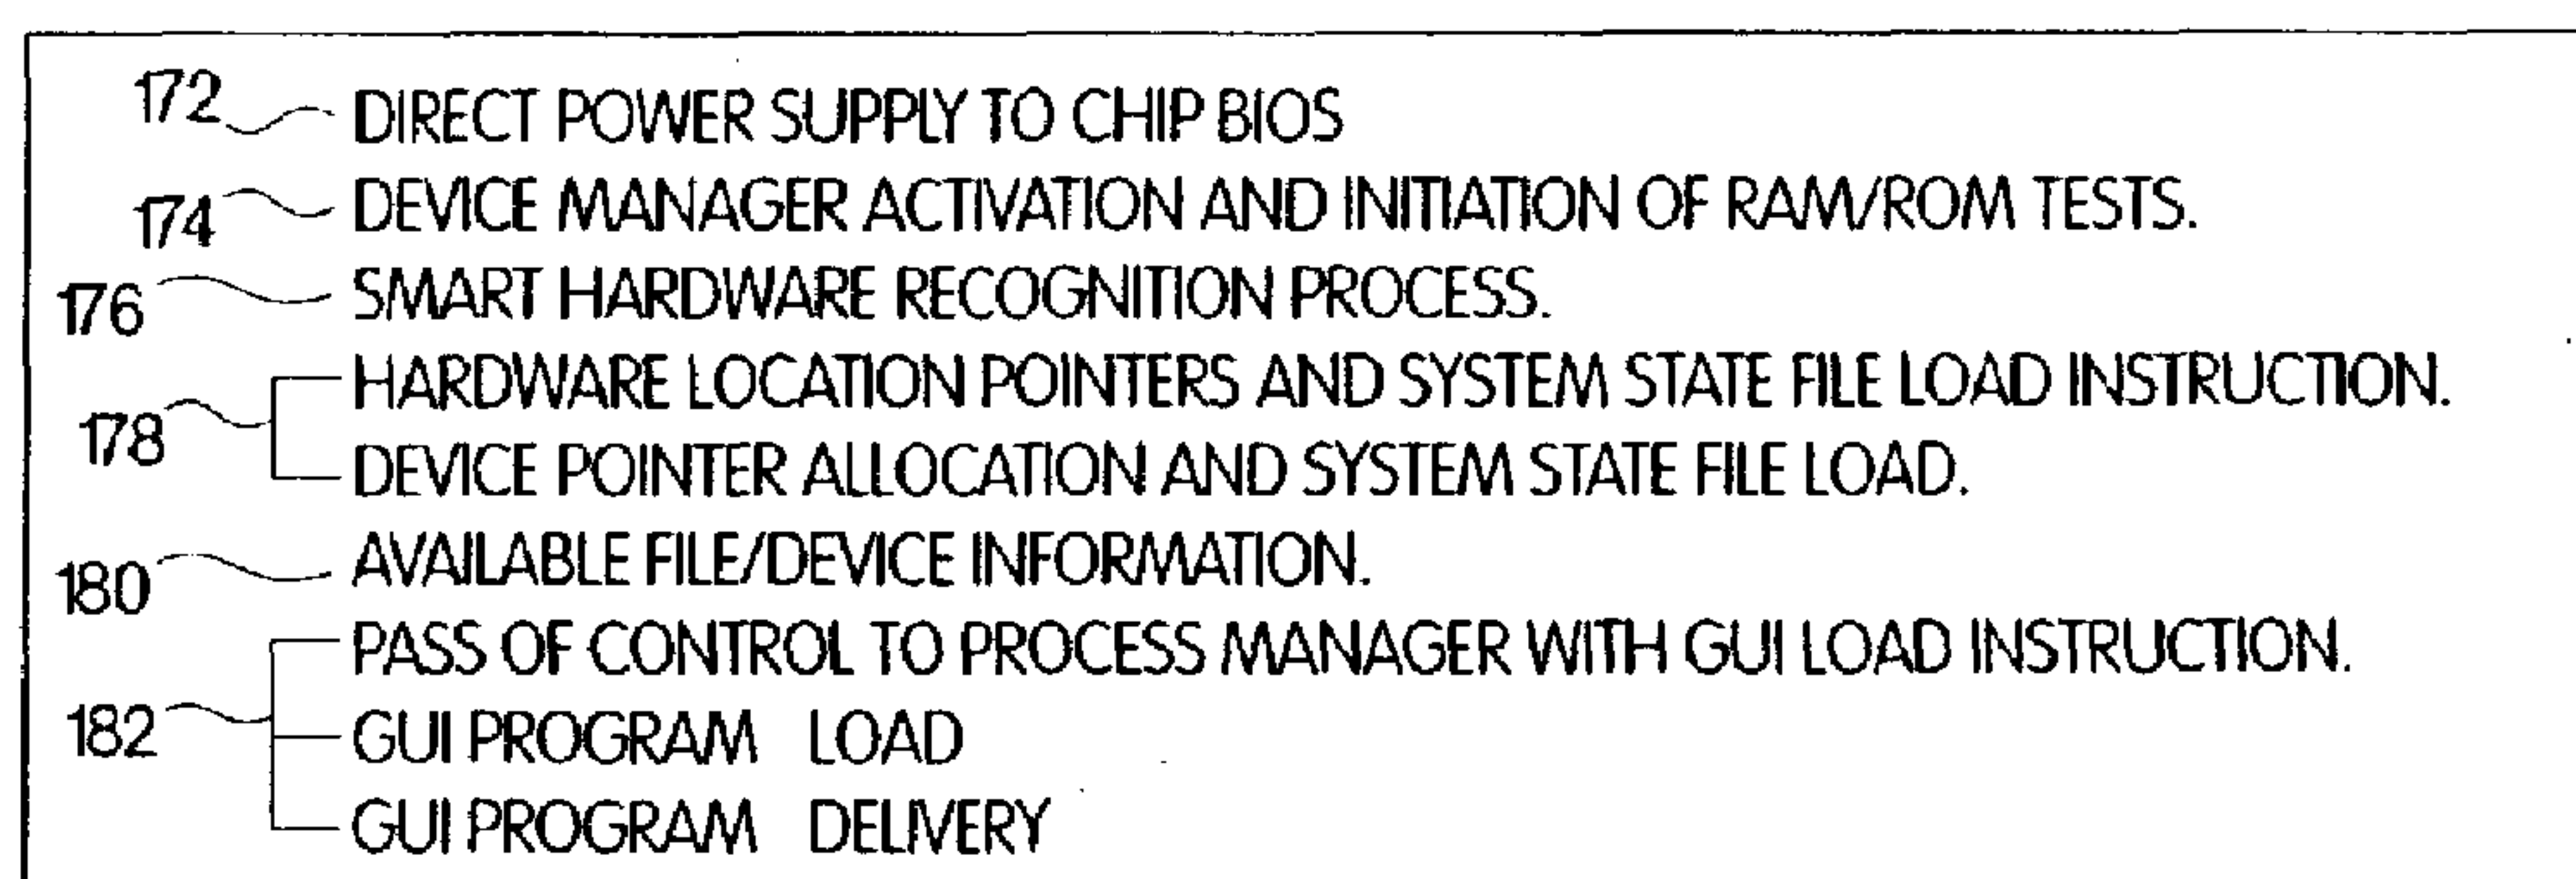 172 DIRECT POWER SUPPLY TO CHIP BIOS
174 DEVICE MANAGER ACTIVATION AND INITIATION OF RAM/ROM TESTS.
176 SMART HARDWARE RECOGNITION PROCESS.
HARDWARE LOCATION POINTERS AND SYSTEM STATE FILE LOAD INSTRUCTION.
178
DEVICE POINTER ALLOCATION AND SYSTEM STATE FILE LOAD.
180 AVAILABLE FILE/DEVICE INFORMATION.
PASS OF CONTROL TO PROCESS MANAGER WITH GUI LOAD INSTRUCTION.
182 GUI PROGRAM LOAD
GUI PROGRAM DELIVERY